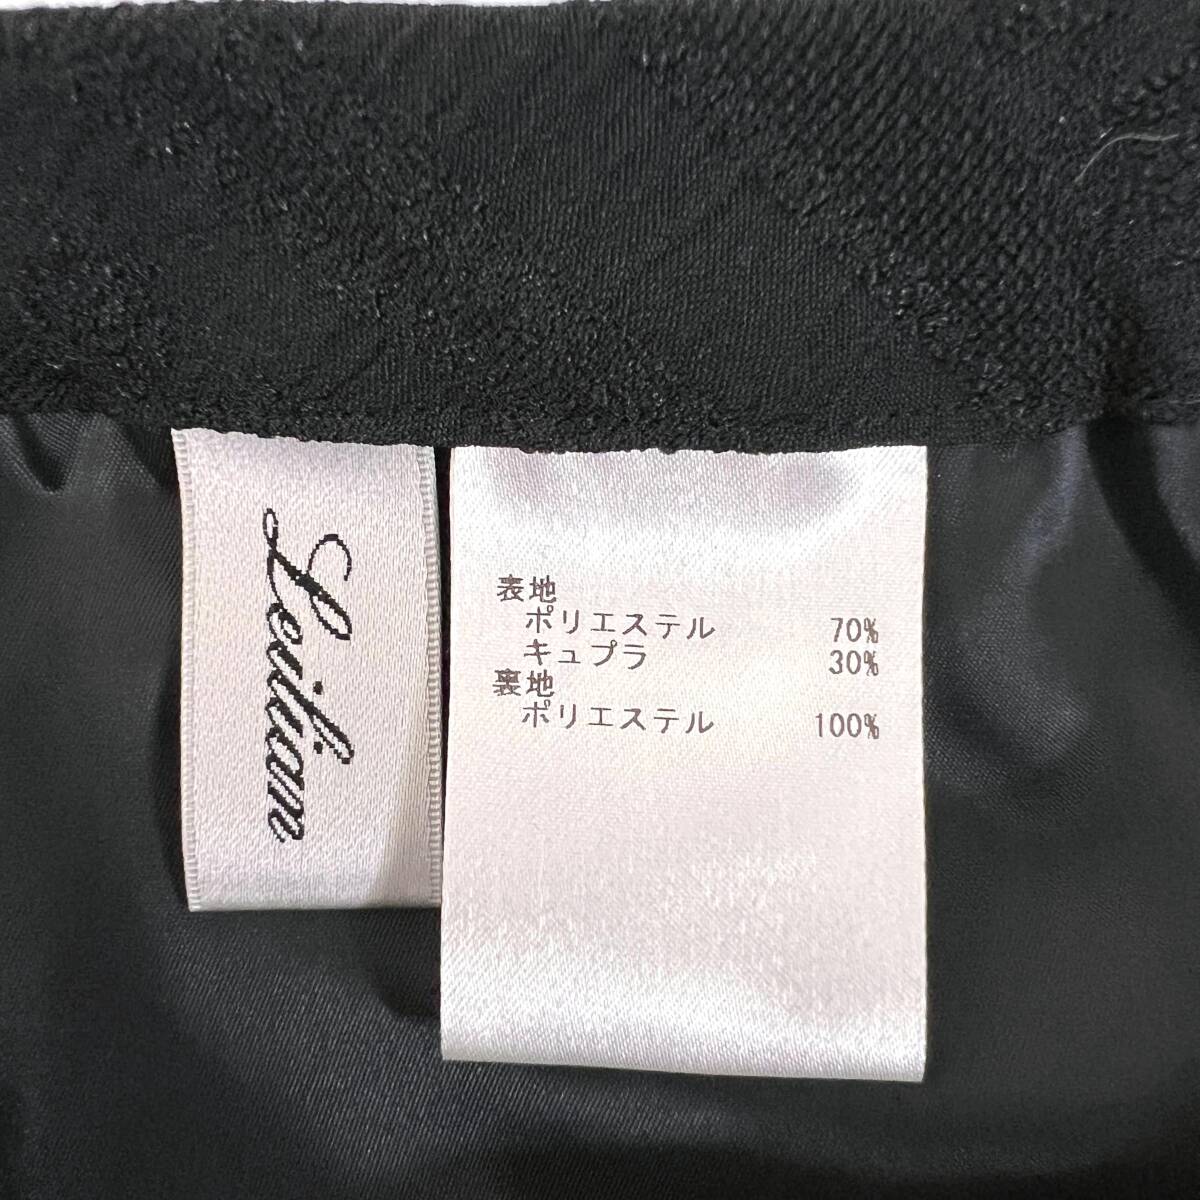 Leilian
表地
ポリエステル 70%
キュプラ 30%
裏地
ポリエステル 100%